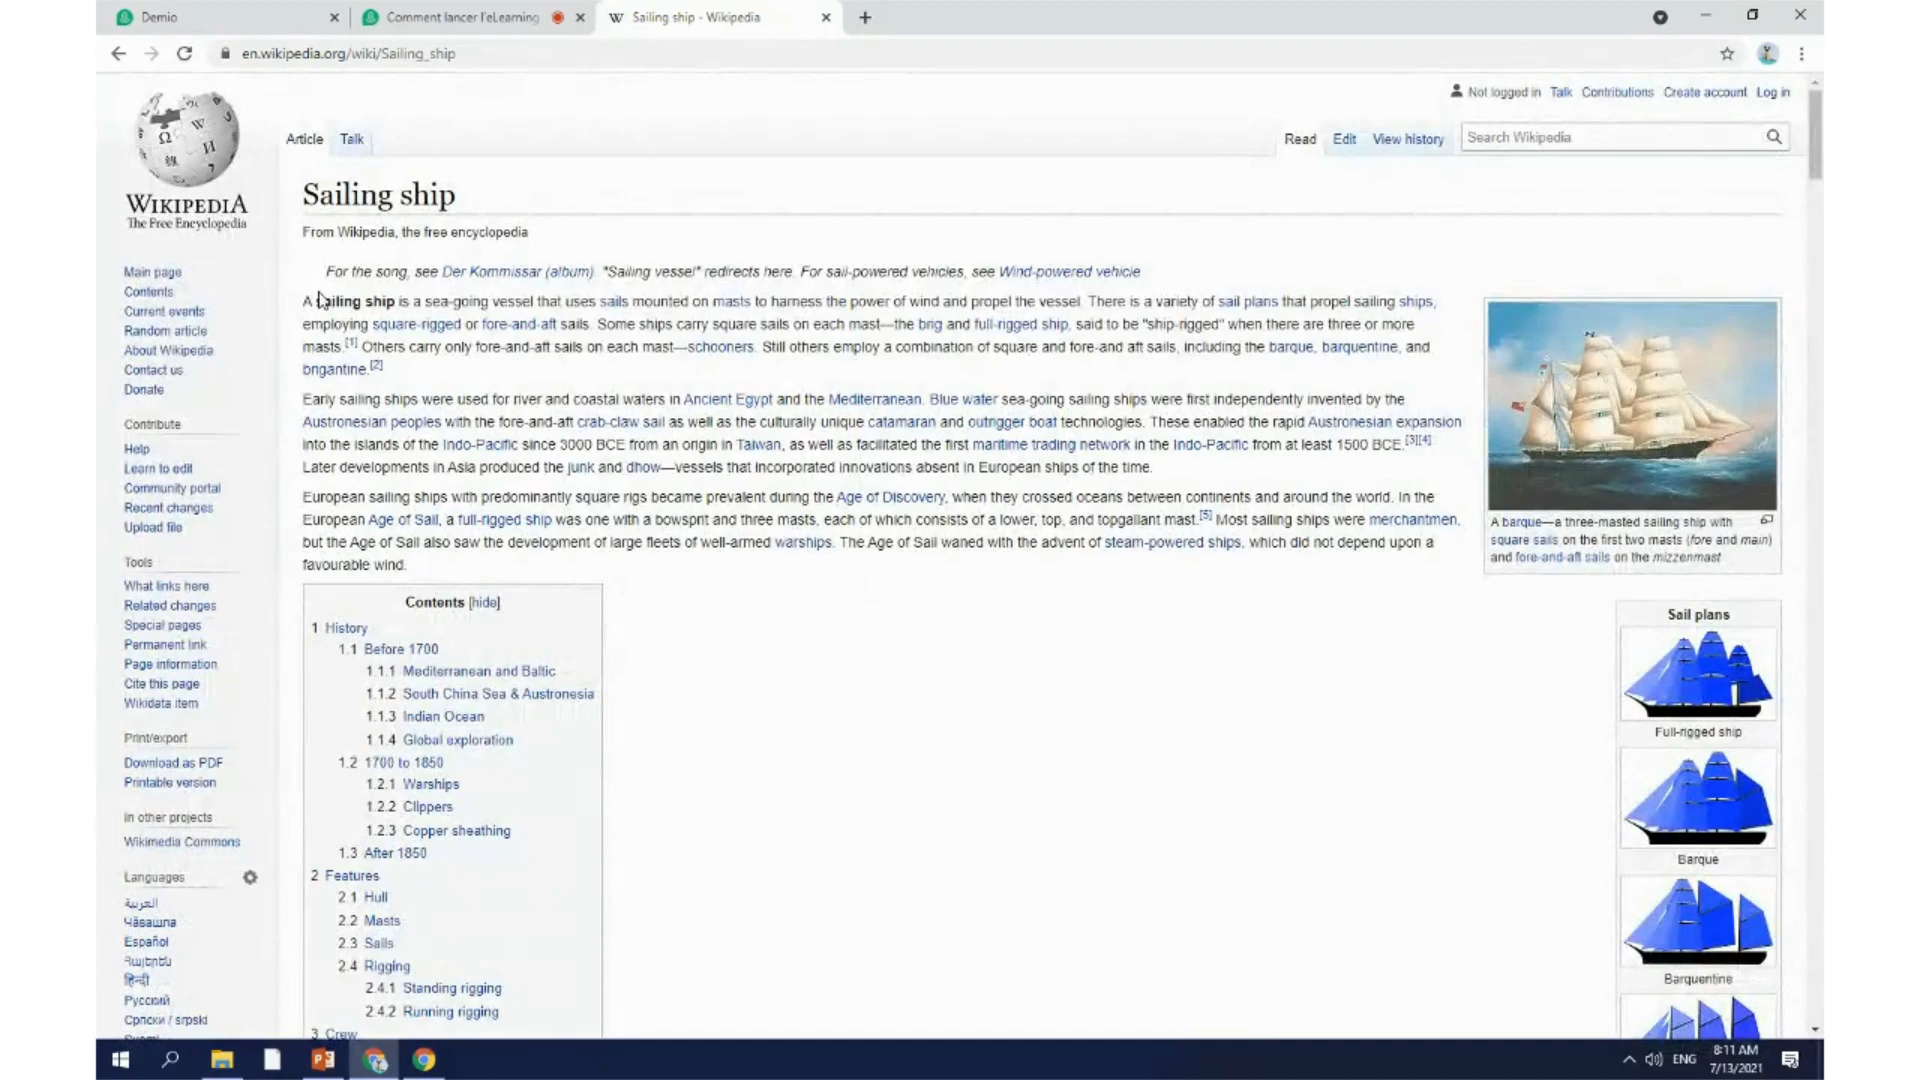 Demio
Comment lancer l'eLearning
Sailing ship - Wikipedia
en.wikipedia.org/wiki/Sailing_ship
Not logged in Talk Contributions Create account Log in
Article Talk
Read Edit View history
Search Wikipedia
WIKIPEDIA
The Free Encyclopedia
Main page
Contents
Current events
Random article
About Wikipedia
Contact us
Donate
Contribute
Help
Learn to edit
Community portal
Recent changes
Upload file
Tools
What links here
Related changes
Special pages
Permanent link
Page information
Cite this page
Wikidata item
Print/export
Download as PDF
Printable version
In other projects
Wikimedia Commons
Languages
العربية
Чӑвашла
Español
Հայերեն
हिन्दी
Русский
Српски / srpski
Sailing ship
From Wikipedia, the free encyclopedia
For the song, see Der Kommissar (album). "Sailing vessel" redirects here. For sail-powered vehicles, see Wind-powered vehicle
A sailing ship is a sea-going vessel that uses sails mounted on masts to harness the power of wind and propel the vessel. There is a variety of sail plans that propel sailing ships,
employing square-rigged or fore-and-aft sails. Some ships carry square sails on each mast—the brig and full-rigged ship, said to be "ship-rigged" when there are three or more
masts.[1] Others carry only fore-and-aft sails on each mast—schooners. Still others employ a combination of square and fore-and aft sails, including the barque, barquentine, and
brigantine.[2]
Early sailing ships were used for river and coastal waters in Ancient Egypt and the Mediterranean. Blue water sea-going sailing ships were first independently invented by the
Austronesian peoples with the fore-and-aft crab-claw sail as well as the culturally unique catamaran and outrigger boat technologies. These enabled the rapid Austronesian expansion
into the islands of the Indo-Pacific since 3000 BCE from an origin in Taiwan, as well as facilitated the first maritime trading network in the Indo-Pacific from at least 1500 BCE.[3][4]
Later developments in Asia produced the junk and dhow—vessels that incorporated innovations absent in European ships of the time.
European sailing ships with predominantly square rigs became prevalent during the Age of Discovery, when they crossed oceans between continents and around the world. In the
European Age of Sail, a full-rigged ship was one with a bowsprit and three masts, each of which consists of a lower, top, and topgallant mast.[5] Most sailing ships were merchantmen,
but the Age of Sail also saw the development of large fleets of well-armed warships. The Age of Sail waned with the advent of steam-powered ships, which did not depend upon a
favourable wind.
Contents [hide]
1 History
1.1 Before 1700
1.1.1 Mediterranean and Baltic
1.1.2 South China Sea & Austronesia
1.1.3 Indian Ocean
1.1.4 Global exploration
1.2 1700 to 1850
1.2.1 Warships
1.2.2 Clippers
1.2.3 Copper sheathing
1.3 After 1850
2 Features
2.1 Hull
2.2 Masts
2.3 Sails
2.4 Rigging
2.4.1 Standing rigging
2.4.2 Running rigging
3 Crew
A barque—a three-masted sailing ship with
square sails on the first two masts (fore and main)
and fore-and-aft sails on the mizzenmast
Sail plans
Full-rigged ship
Barque
Barquentine
ENG
8:11 AM
7/13/2021